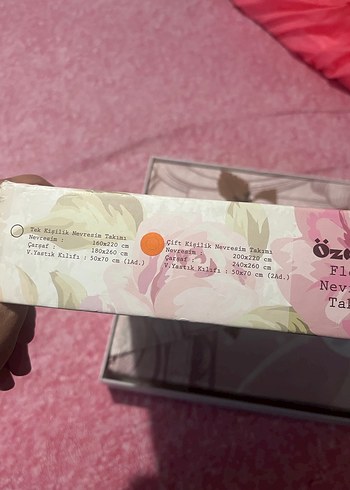 Tek Kişilik Nevresim Takımı
Nevresim : 160x220 cm
Çarşaf : 180x260 cm
V.Yastık Kılıfı : 50x70 (1Ad.)
Çift Kişilik Nevresim Takımı
Nevresim 200x220 cm
Çarşaf : 240x260 cm
V.Yastık Kılıfı : 50x70 cm (2Ad.)